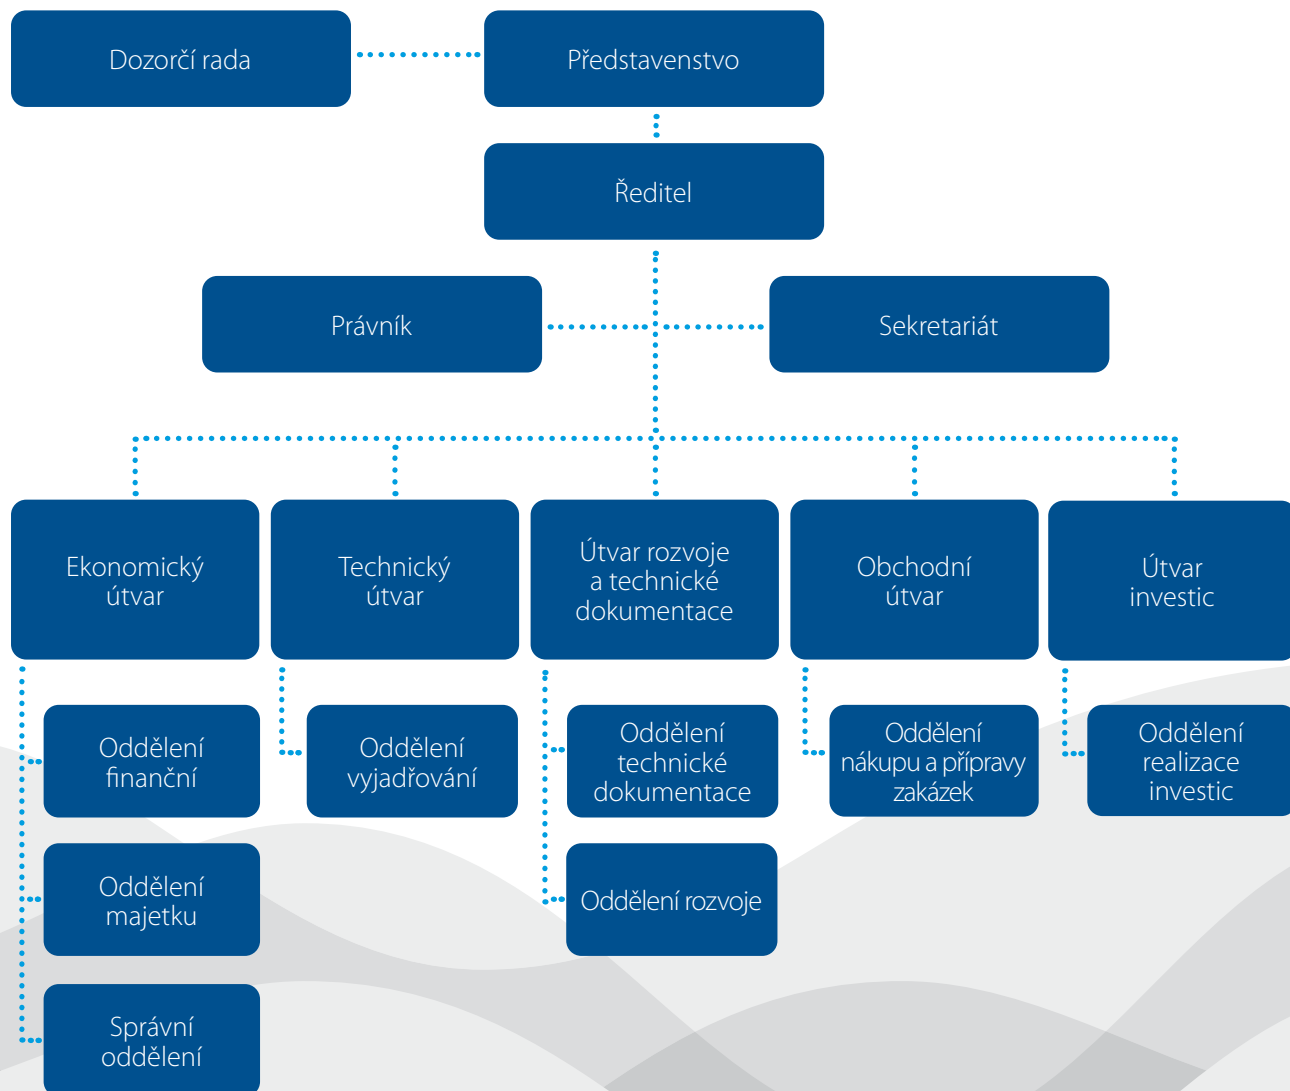 Dozorčí rada
Představenstvo
Ředitel
Právník
Sekretariát
Ekonomický
útvar
Technický
útvar
Útvar rozvoje
a technické
dokumentace
Obchodní
útvar
Útvar
investic
Oddělení
finanční
Oddělení
vyjadřování
Oddělení
technické
dokumentace
Oddělení
nákupu a přípravy
zakázek
Oddělení
realizace
investic
Oddělení
majetku
Oddělení rozvoje
Správní
oddělení